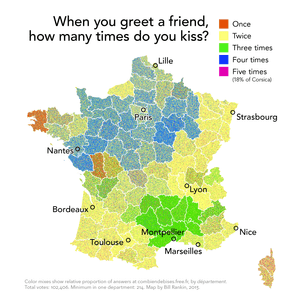 When you greet a friend,
how many times do you kiss?
Once
Twice
Three times
Four times
Five times
(18% of Corsica)
Lille
Paris
Strasbourg
Nantes
Lyon
Bordeaux
Montpellier
Nice
Toulouse
Marseilles
Color mixes show relative proportion of answers at combiendebises.free.fr, by département.
Total votes: 102,406. Minimum in one department: 214. Map by Bill Rankin, 2015.